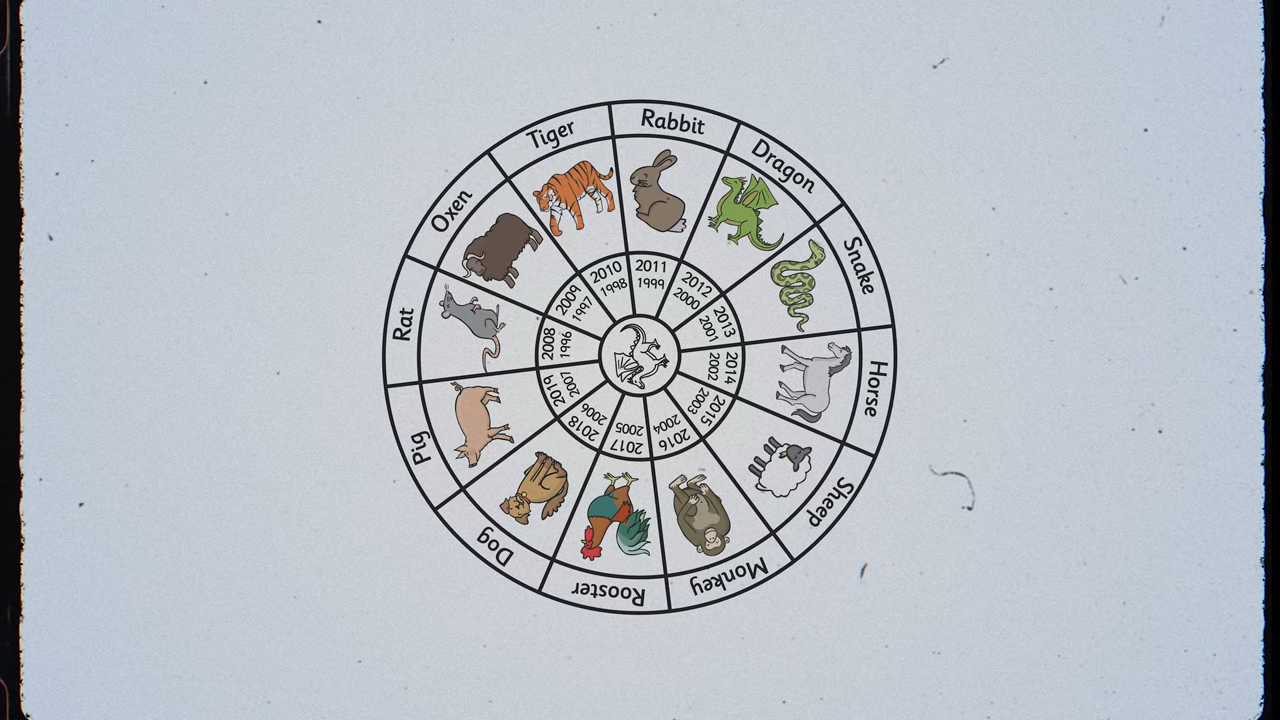 Rat
2008
1996
Oxen
2009
1997
Tiger
2010
1998
Rabbit
2011
1999
Dragon
2012
2000
Snake
2013
2001
Horse
2014
2002
Sheep
2015
2003
Monkey
2016
2004
Rooster
2017
2005
Dog
2018
2006
Pig
2019
2007